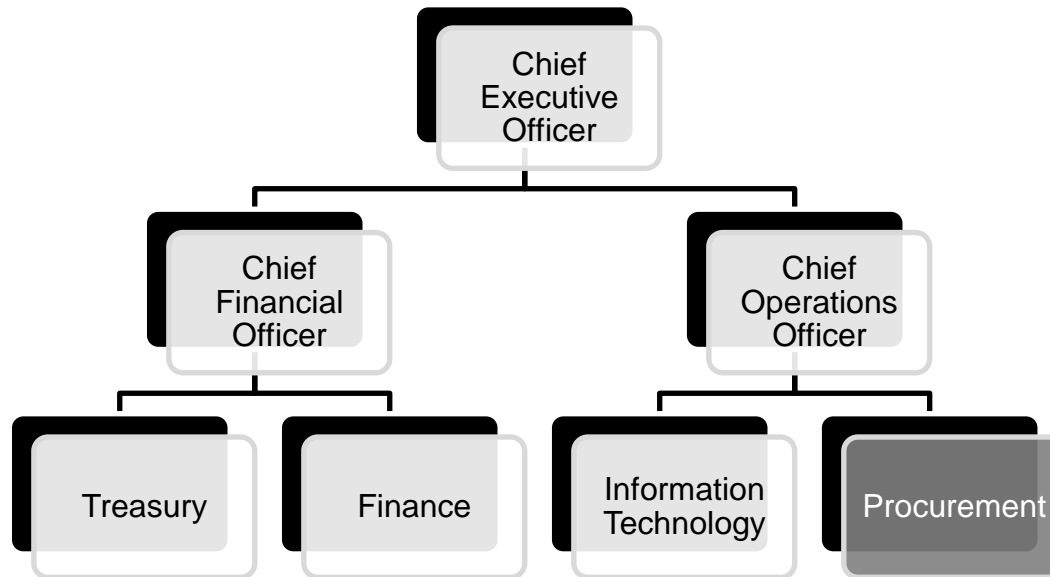 Chief
Executive
Officer
Chief
Financial
Officer
Chief
Operations
Officer
Treasury
Finance
Information
Technology
Procurement